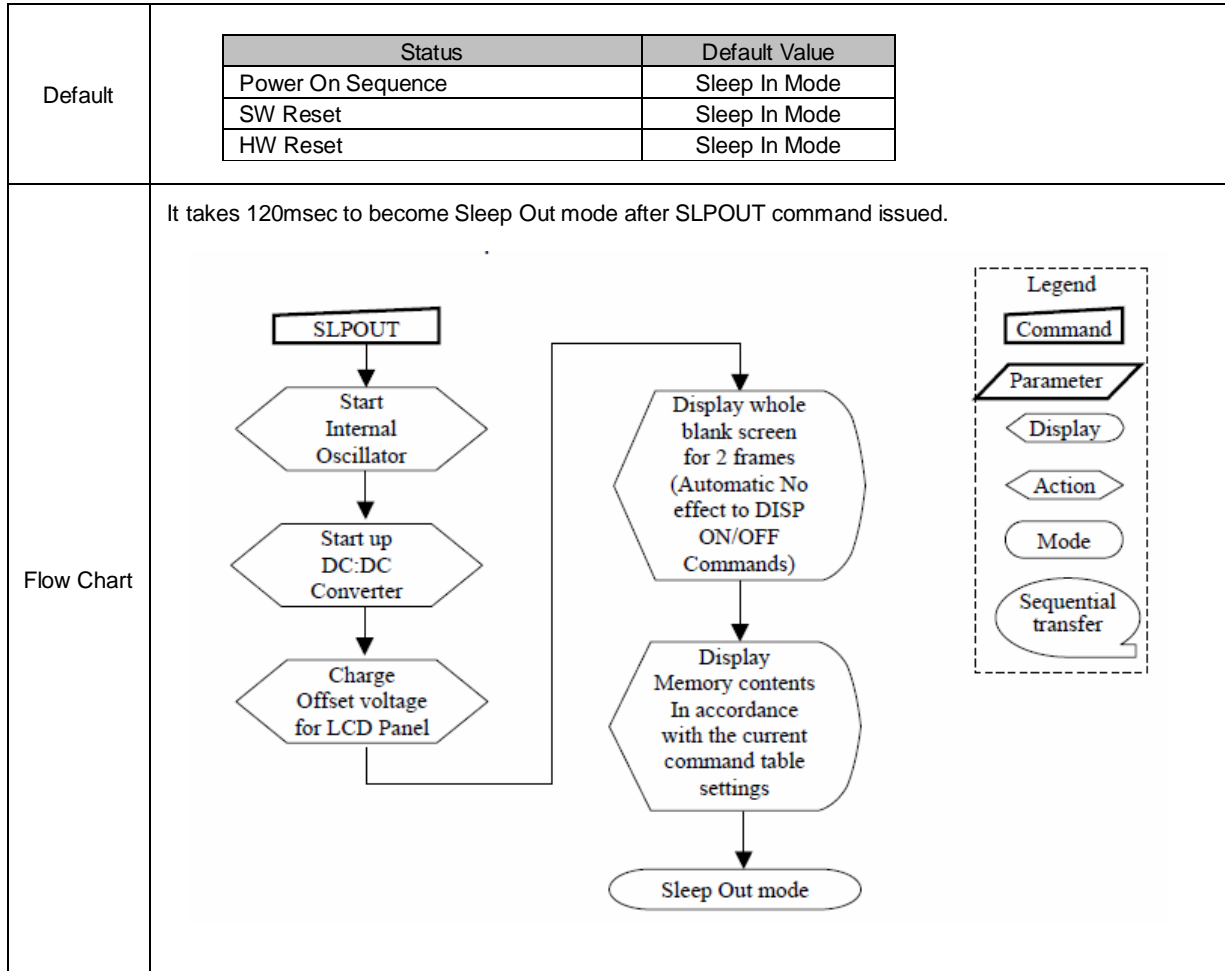 Default
Status Default Value
Power On Sequence Sleep In Mode
SW Reset Sleep In Mode
HW Reset Sleep In Mode
Flow Chart
It takes 120msec to become Sleep Out mode after SLPOUT command issued.
SLPOUT
Start
Internal
Oscillator
Start up
DC:DC
Converter
Charge
Offset voltage
for LCD Panel
Display whole
blank screen
for 2 frames
(Automatic No
effect to DISP
ON/OFF
Commands)
Display
Memory contents
In accordance
with the current
command table
settings
Sleep Out mode
Legend
Command
Parameter
Display
Action
Mode
Sequential
transfer